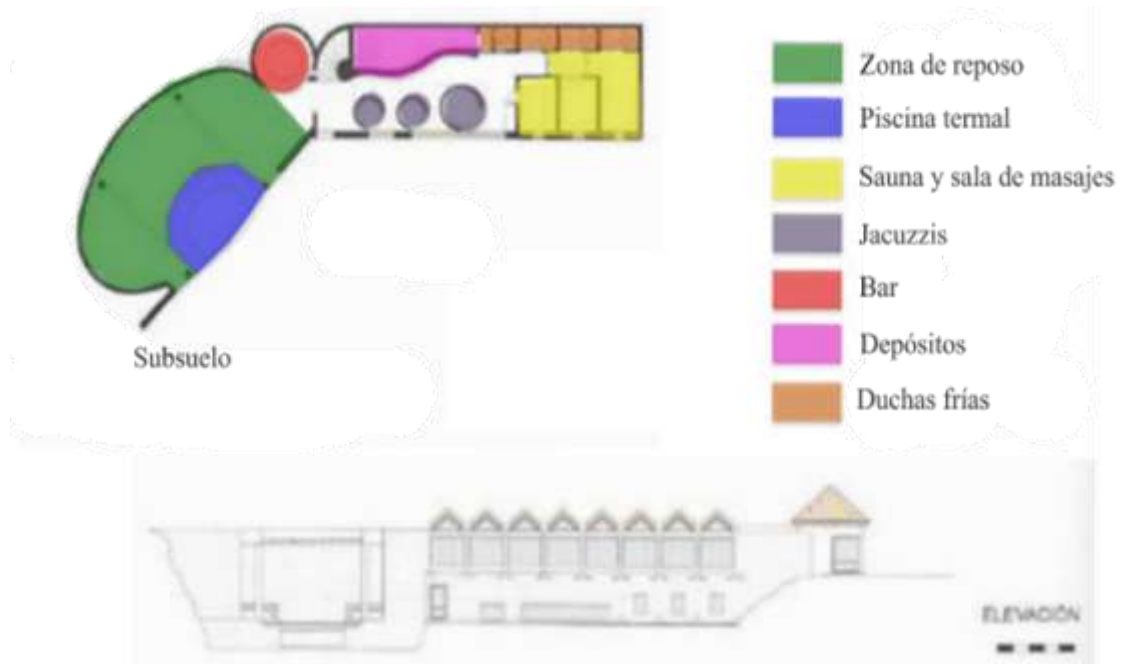 Zona de reposo
Piscina termal
Sauna y sala de masajes
Jacuzzis
Bar
Depósitos
Duchas frías
Subsuelo
ELEVACIÓN